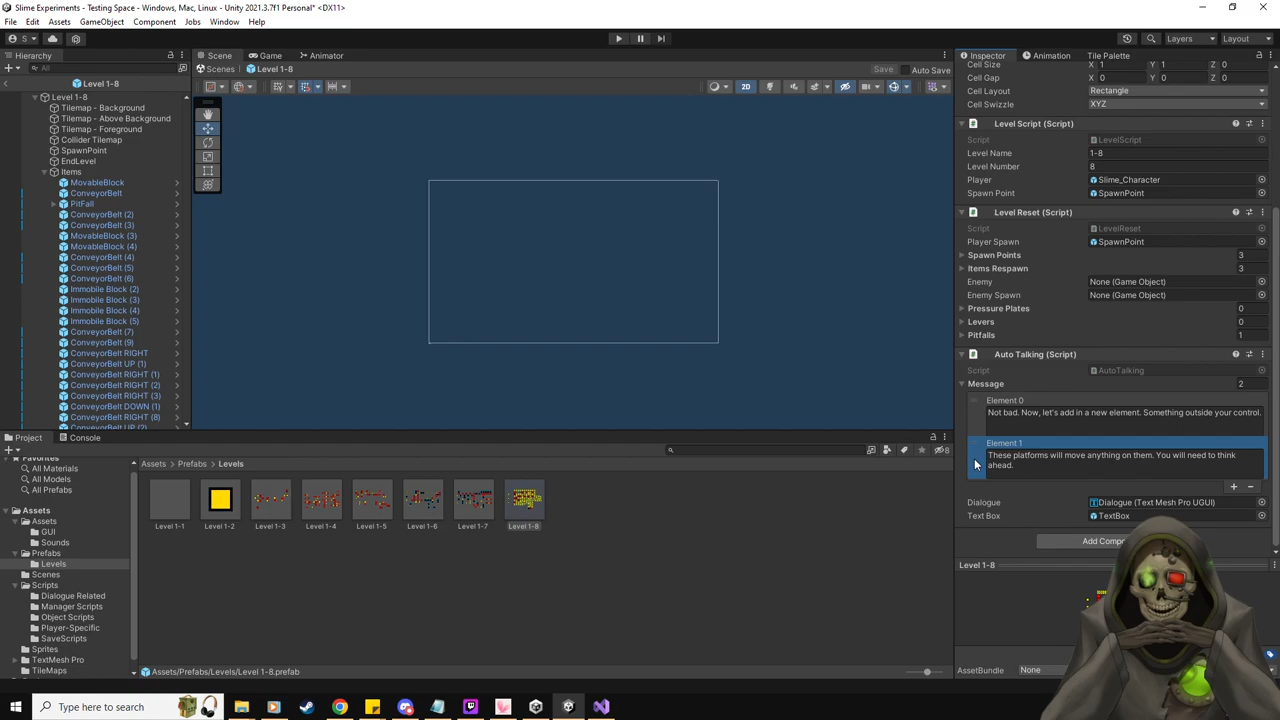 Slime Experiments - Testing Space - Windows, Mac, Linux - Unity 2021.3.7f1 Personal* <DX11>
File Edit Assets GameObject Component Jobs Window Help
S Layers Layout
Hierarchy
All
Level 1-8
Level 1-8
Tilemap - Background
Tilemap - Above Background
Tilemap - Foreground
Collider Tilemap
SpawnPoint
EndLevel
Items
MovableBlock
ConveyorBelt
PitFall
ConveyorBelt (2)
ConveyorBelt (3)
MovableBlock (3)
MovableBlock (4)
ConveyorBelt (4)
ConveyorBelt (5)
ConveyorBelt (6)
Immobile Block (2)
Immobile Block (3)
Immobile Block (4)
Immobile Block (5)
ConveyorBelt (7)
ConveyorBelt (9)
ConveyorBelt RIGHT
ConveyorBelt UP (1)
ConveyorBelt RIGHT (1)
ConveyorBelt RIGHT (2)
ConveyorBelt RIGHT (3)
ConveyorBelt DOWN (1)
ConveyorBelt RIGHT (8)
ConveyorBelt UP (2)
Scene Game Animator
Scenes Level 1-8 Save Auto Save
2D
Project Console
8
Favorites
All Materials
All Models
All Prefabs
Assets
Assets
GUI
Sounds
Prefabs
Levels
Scenes
Scripts
Dialogue Related
Manager Scripts
Object Scripts
Player-Specific
SaveScripts
Sprites
TextMesh Pro
TileMaps
Assets > Prefabs > Levels
Level 1-1 Level 1-2 Level 1-3 Level 1-4 Level 1-5 Level 1-6 Level 1-7 Level 1-8
Assets/Prefabs/Levels/Level 1-8.prefab
Inspector Animation Tile Palette
Cell Size X 1 Y 1 Z 0
Cell Gap X 0 Y 0 Z 0
Cell Layout Rectangle
Cell Swizzle XYZ
Level Script (Script)
Script LevelScript
Level Name 1-8
Level Number 8
Player Slime_Character
Spawn Point SpawnPoint
Level Reset (Script)
Script LevelReset
Player Spawn SpawnPoint
Spawn Points 3
Items Respawn 3
Enemy None (Game Object)
Enemy Spawn None (Game Object)
Pressure Plates 0
Levers 0
Pitfalls 1
Auto Talking (Script)
Script AutoTalking
Message 2
Element 0
Not bad. Now, let's add in a new element. Something outside your control.
Element 1
These platforms will move anything on them. You will need to think
ahead.
Dialogue Dialogue (Text Mesh Pro UGUI)
Text Box TextBox
Add Compo
Level 1-8
AssetBundle None
Type here to search